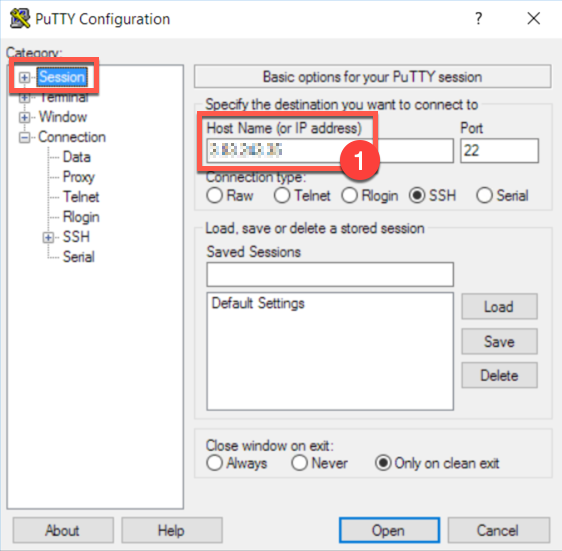 PuTTY Configuration
?
Category:
Session
Terminal
Window
Connection
Data
Proxy
Telnet
Rlogin
SSH
Serial
Basic options for your PuTTY session
Specify the destination you want to connect to
Host Name (or IP address)
Port
22
1
Connection type:
Raw
Telnet
Rlogin
SSH
Serial
Load, save or delete a stored session
Saved Sessions
Default Settings
Load
Save
Delete
Close window on exit:
Always
Never
Only on clean exit
About
Help
Open
Cancel